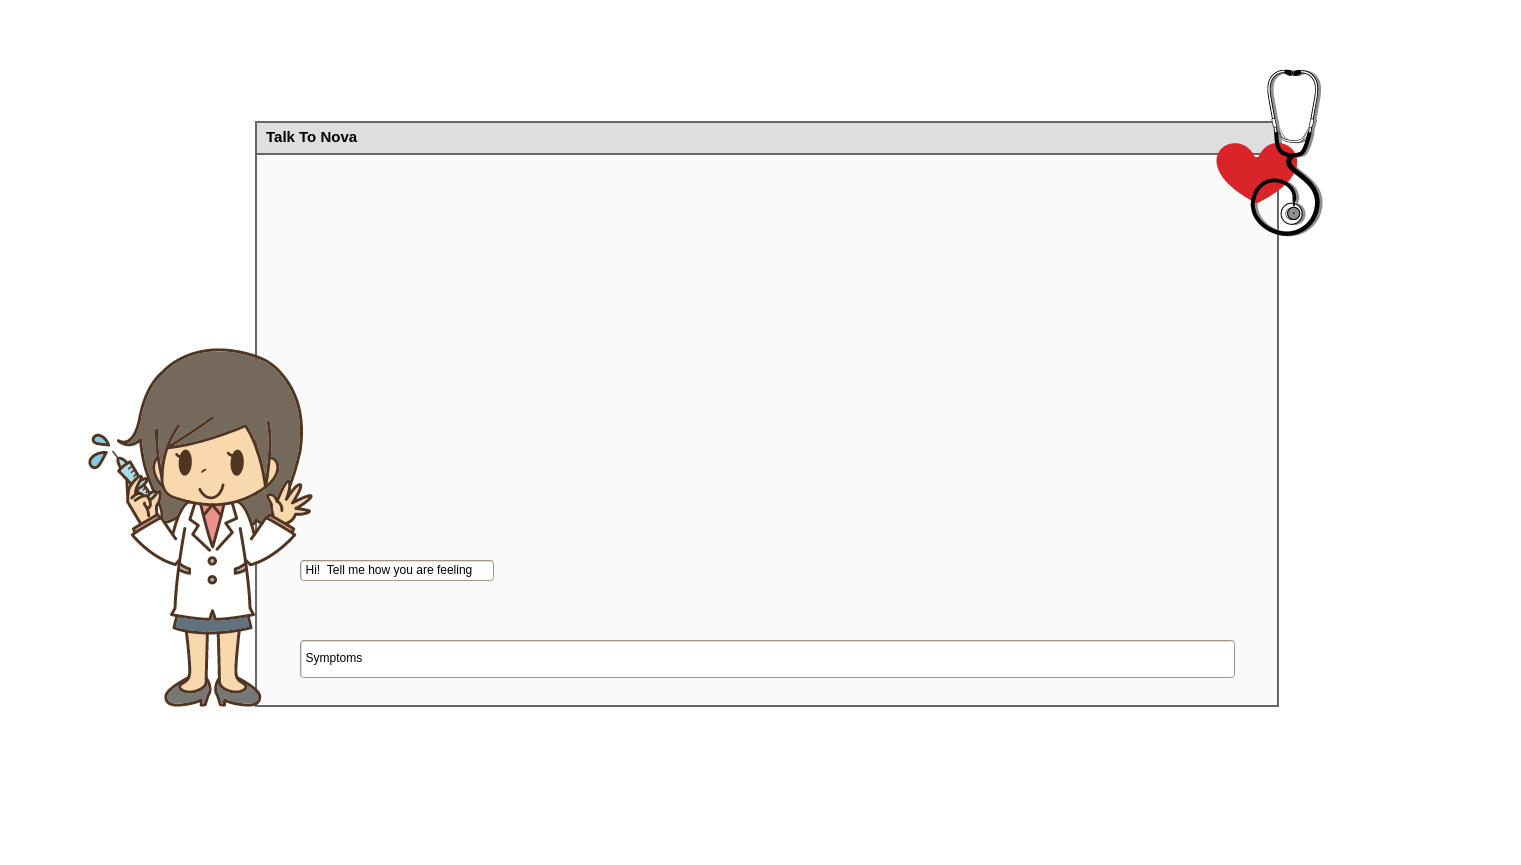 Talk To Nova
Hi!  Tell me how you are feeling
Symptoms